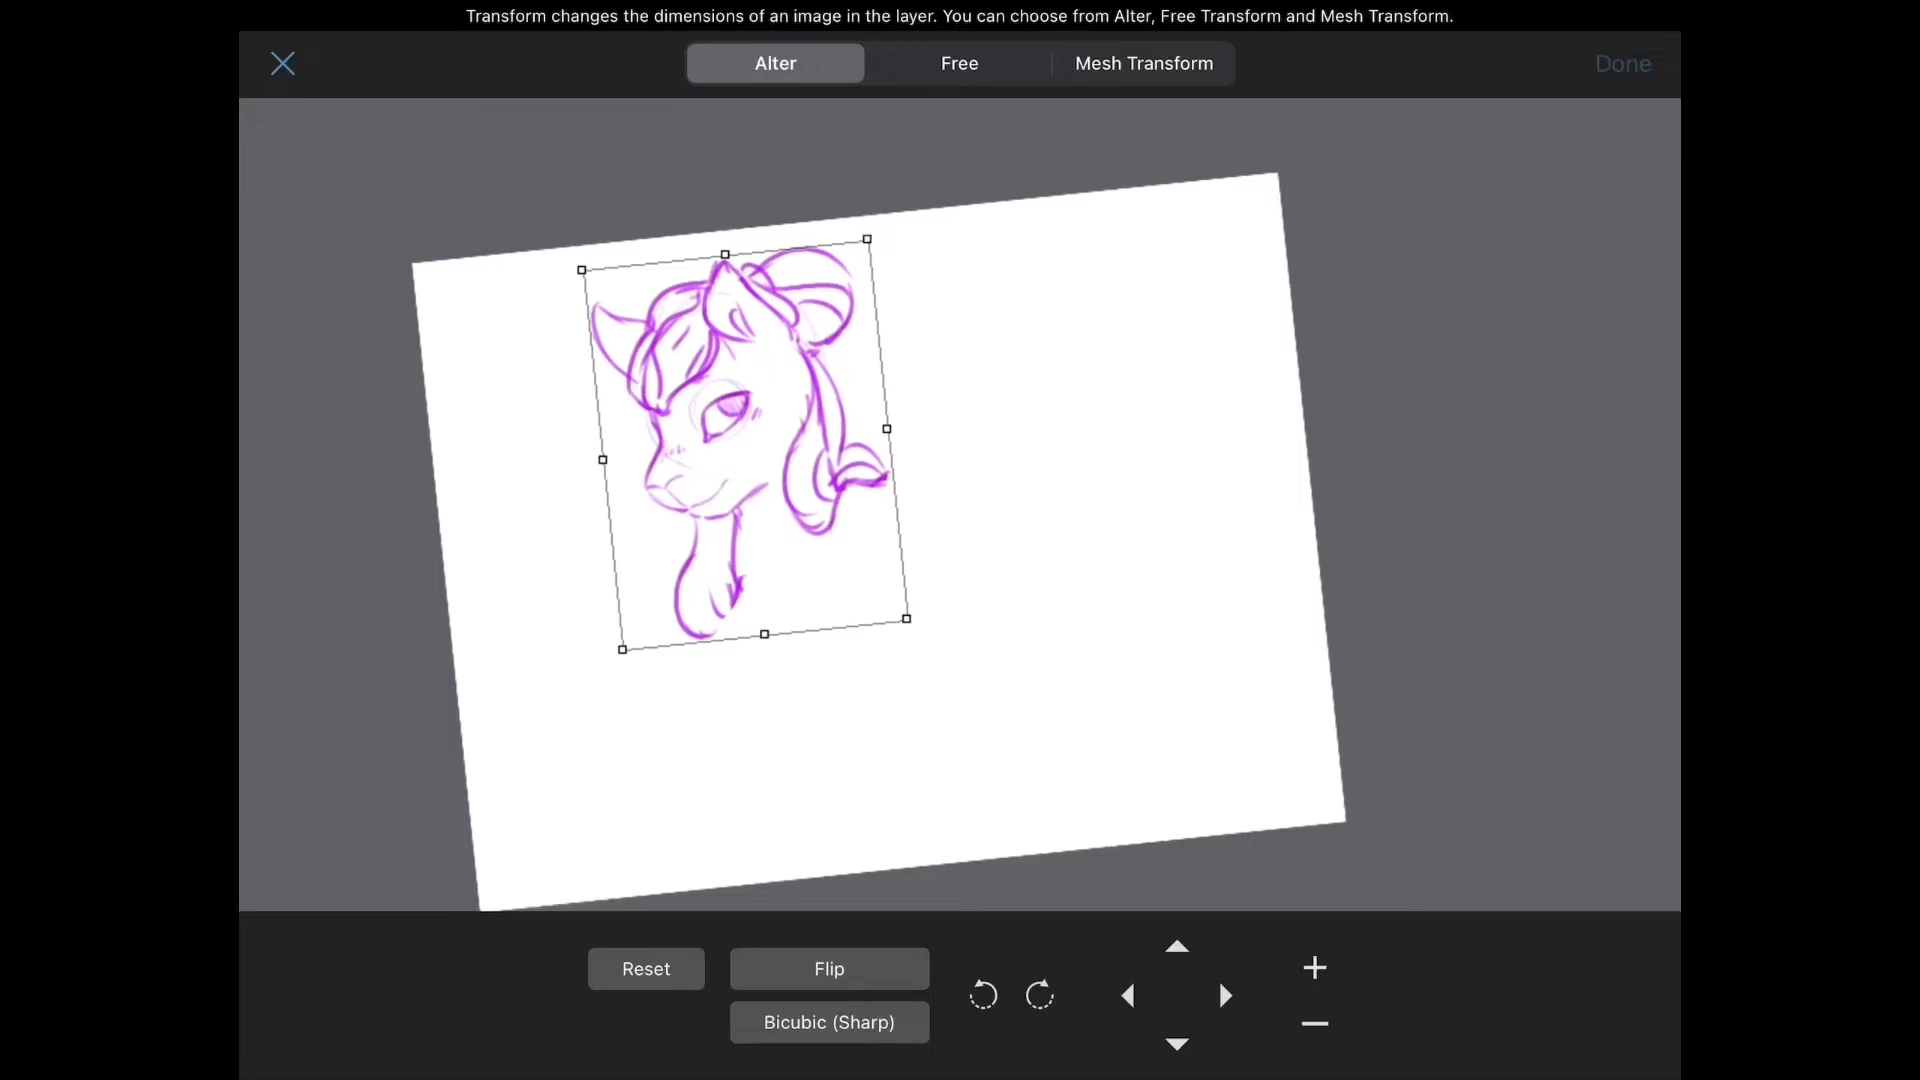 Transform changes the dimensions of an image in the layer. You can choose from Alter, Free Transform and Mesh Transform.
Alter
Free
Mesh Transform
Done
Reset
Flip
Bicubic (Sharp)